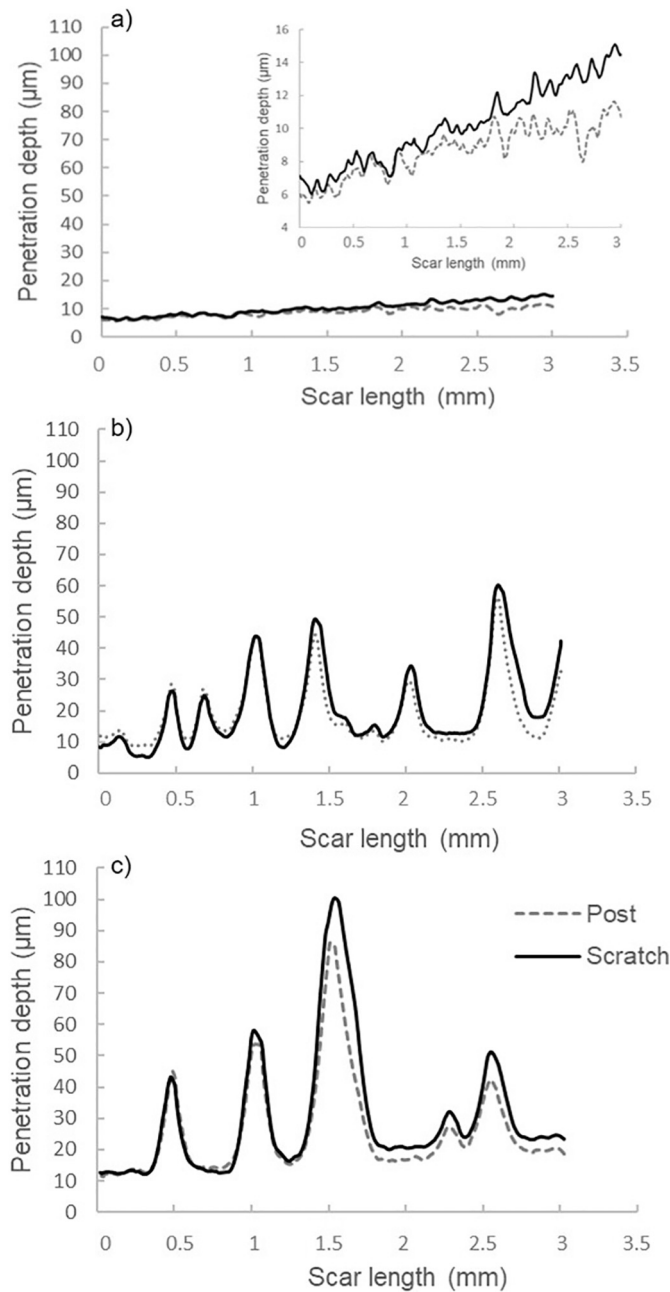 a)
Penetration depth (µm)
110
100
90
80
70
60
50
40
30
20
10
0
0 0.5 1 1.5 2 2.5 3 3.5
Scar length (mm)
Penetration depth (µm)
16
14
12
10
8
6
4
0 0.5 1 1.5 2 2.5 3
Scar length (mm)
b)
Penetration depth (µm)
110
100
90
80
70
60
50
40
30
20
10
0
0 0.5 1 1.5 2 2.5 3 3.5
Scar length (mm)
c)
Penetration depth (µm)
110
100
90
80
70
60
50
40
30
20
10
0
0 0.5 1 1.5 2 2.5 3 3.5
Scar length (mm)
Post
Scratch